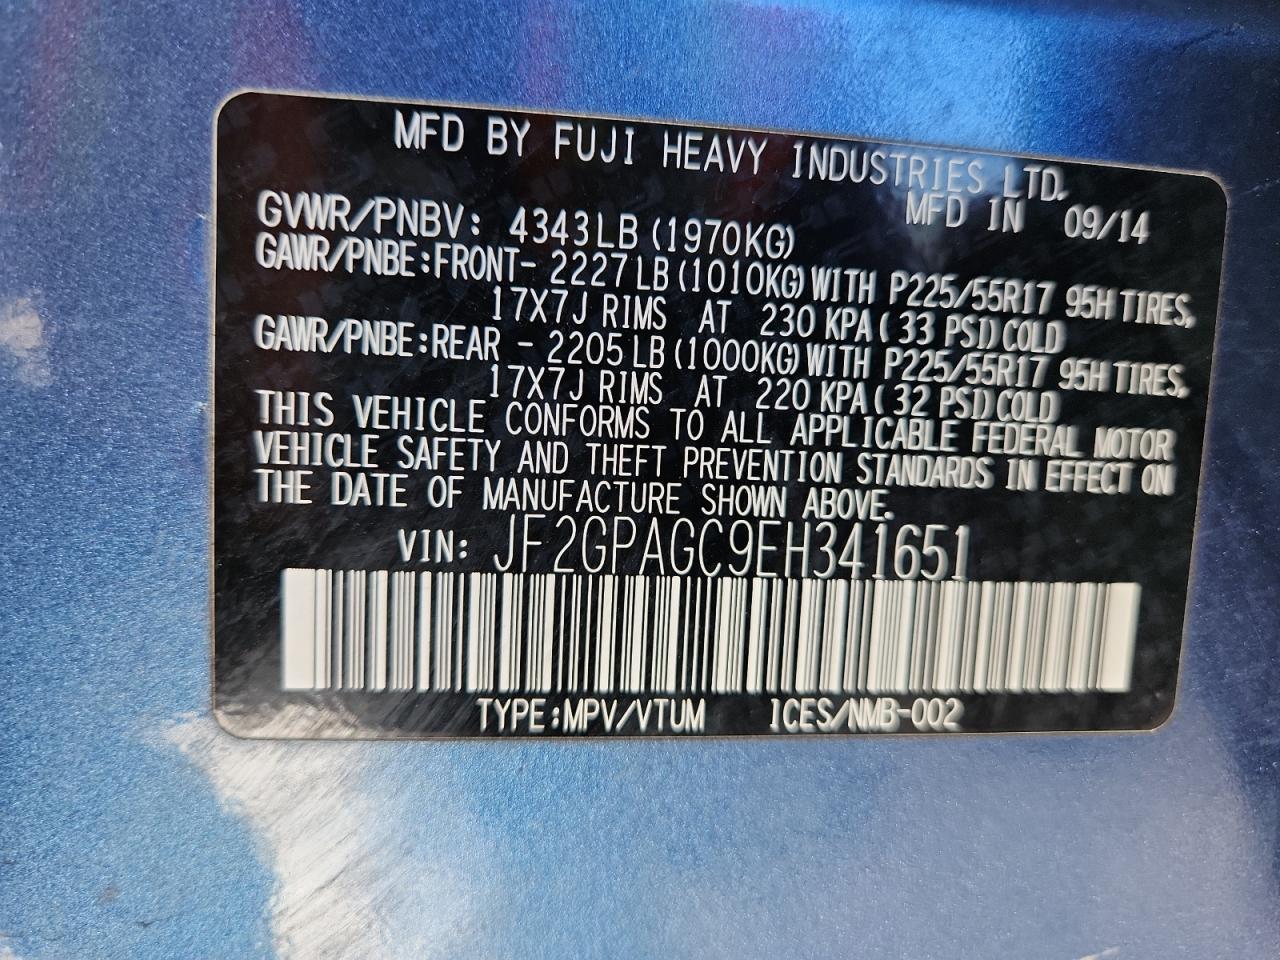 MFD BY FUJI HEAVY INDUSTRIES LTD.
MFD IN 09/14
GVWR/PNBV: 4343LB (1970KG)
GAWR/PNBE:FRONT- 2227LB (1010KG) WITH P225/55R17 95H TIRES,
17X7J RIMS AT 230 KPA (33 PSI) COLD
GAWR/PNBE:REAR - 2205LB (1000KG) WITH P225/55R17 95H TIRES,
17X7J RIMS AT 220 KPA (32 PSI) COLD
THIS VEHICLE CONFORMS TO ALL APPLICABLE FEDERAL MOTOR
VEHICLE SAFETY AND THEFT PREVENTION STANDARDS IN EFFECT ON
THE DATE OF MANUFACTURE SHOWN ABOVE.
VIN: JF2GPAGC9EH341651
TYPE:MPV/VTUM ICES/NMB-002